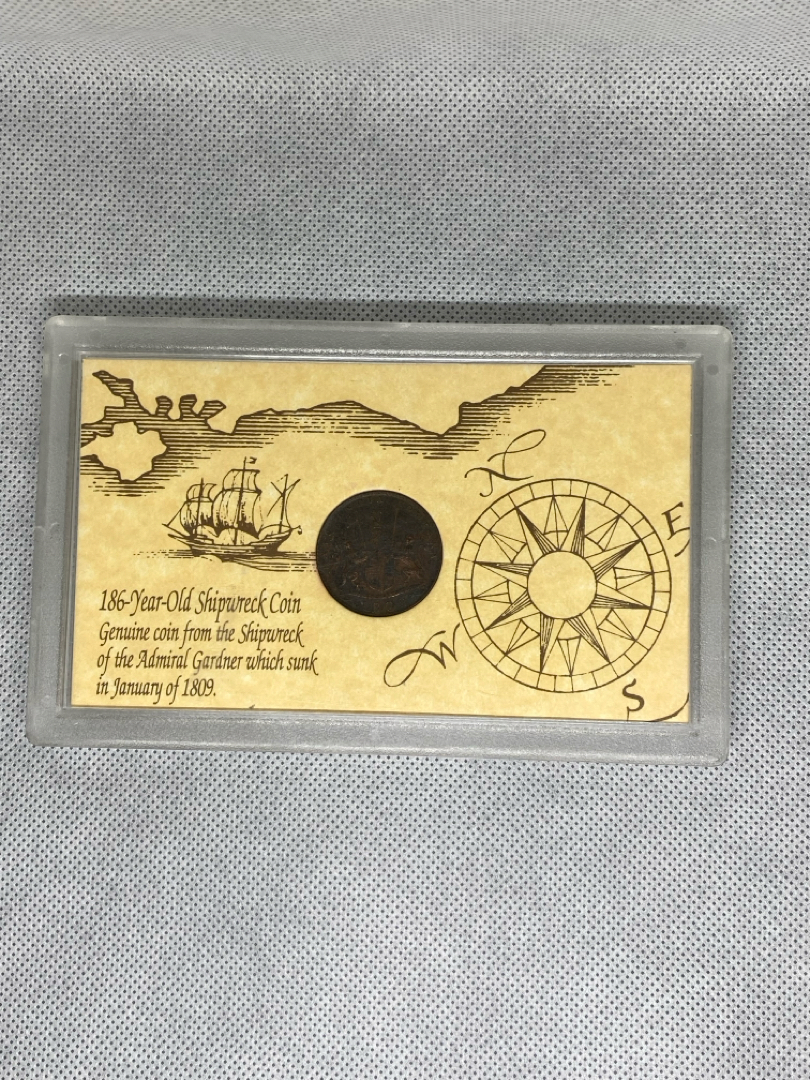 N
E
186-Year-Old Shipwreck Coin
Genuine coin from the Shipwreck
of the Admiral Gardner which sunk
in January of 1809.
W
S